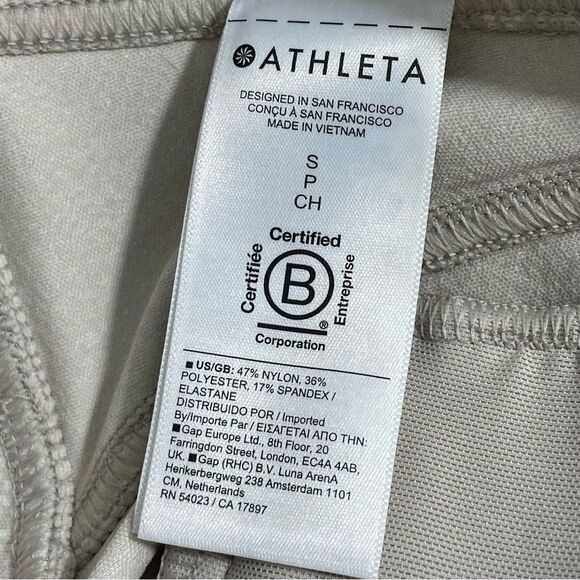 ATHLETA
DESIGNED IN SAN FRANCISCO
CONÇU À SAN FRANCISCO
MADE IN VIETNAM
S
P
CH
Certified
Certifiée
B
Entreprise
®
Corporation
■ US/GB: 47% NYLON, 36%
POLYESTER, 17% SPANDEX /
ELASTANE
DISTRIBUIDO POR / Imported
By/Importe Par / ΕΙΣΑΓΕΤΑΙ ΑΠΟ ΤΗΝ:
■Gap Europe Ltd., 8th Floor, 20
Farringdon Street, London, EC4A 4AB,
UK. ■Gap (RHC) B.V. Luna ArenA
Herikerbergweg 238 Amsterdam 1101
CM, Netherlands
RN 54023 / CA 17897